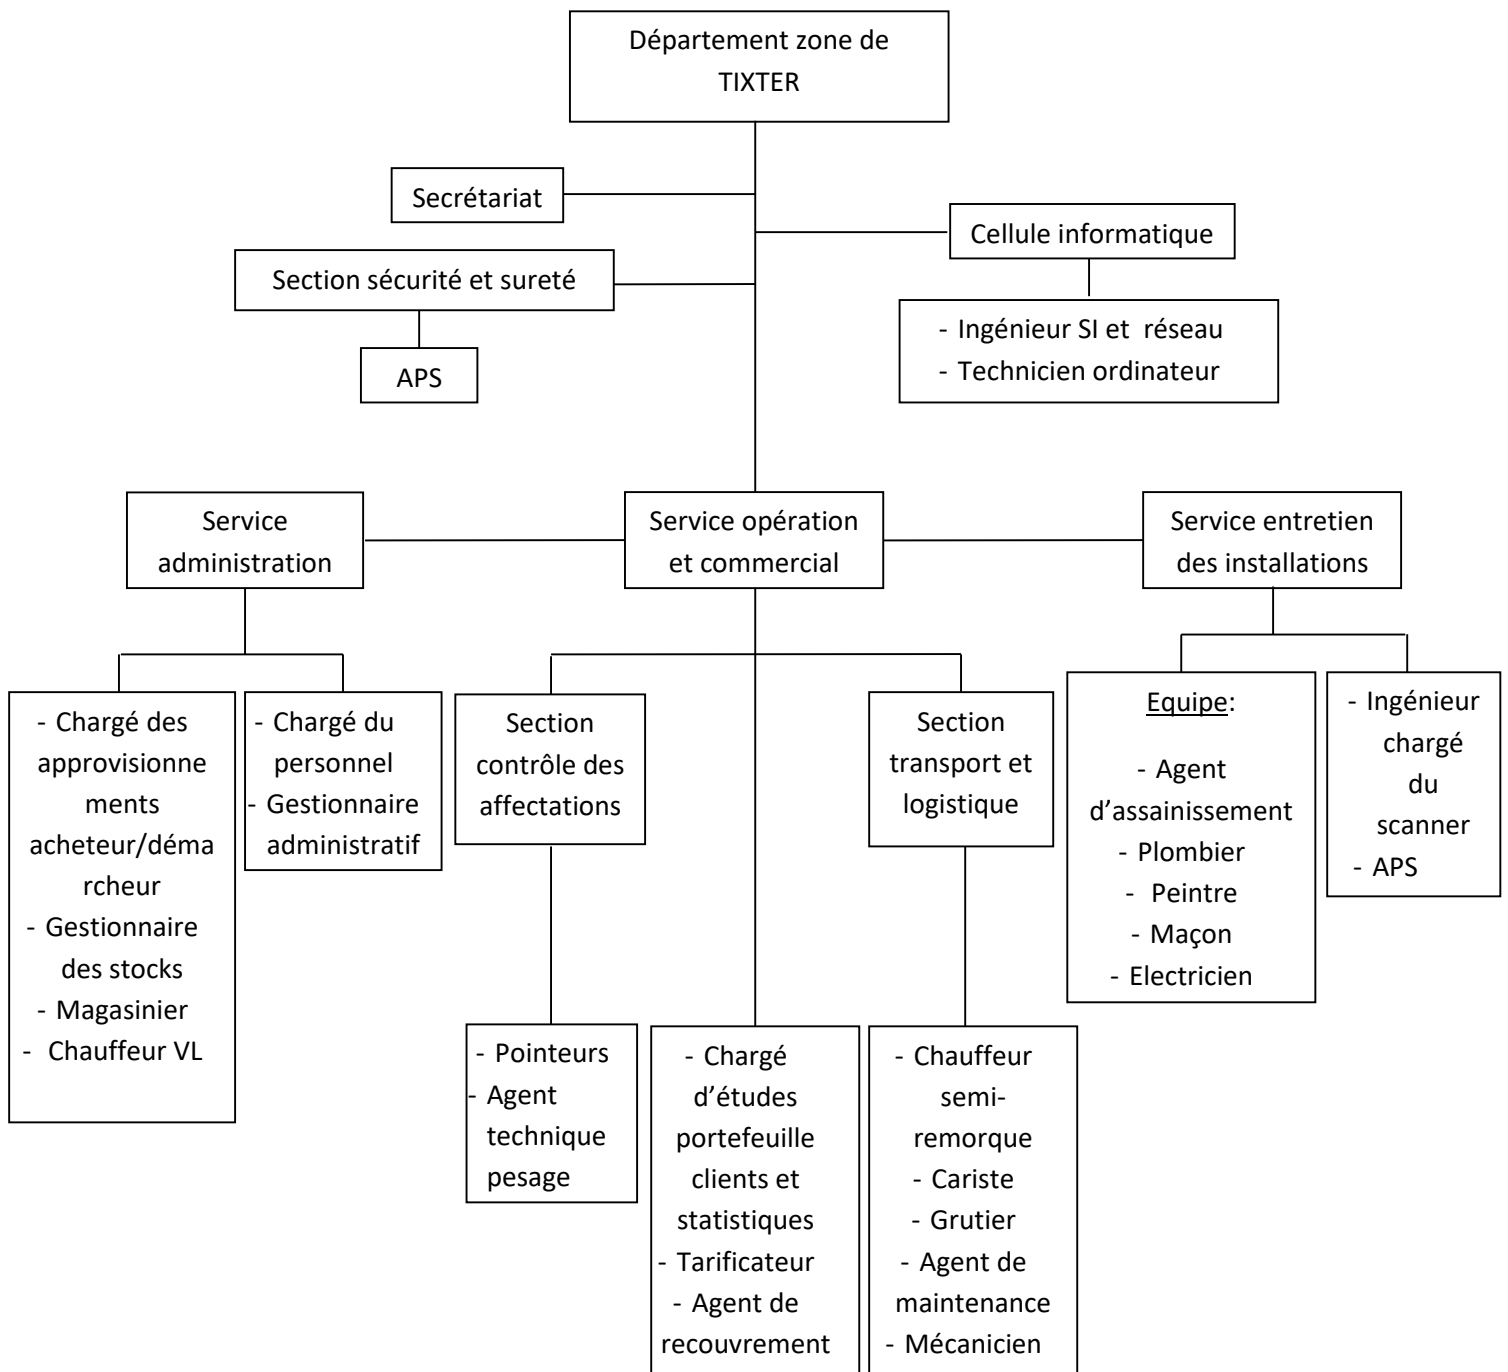 Département zone de
TIXTER
Secrétariat
Cellule informatique
Section sécurité et sureté
- Ingénieur SI et réseau
- Technicien ordinateur
APS
Service
administration
Service opération
et commercial
Service entretien
des installations
- Chargé des
approvisionne
ments
acheteur/déma
rcheur
- Gestionnaire
des stocks
- Magasinier
- Chauffeur VL
- Chargé du
personnel
- Gestionnaire
administratif
Section
contrôle des
affectations
Section
transport et
logistique
Equipe:
- Agent
d’assainissement
- Plombier
- Peintre
- Maçon
- Electricien
- Ingénieur
chargé
du
scanner
- APS
- Pointeurs
- Agent
technique
pesage
- Chargé
d’études
portefeuille
clients et
statistiques
- Tarificateur
- Agent de
recouvrement
- Chauffeur
semi-
remorque
- Cariste
- Grutier
- Agent de
maintenance
- Mécanicien